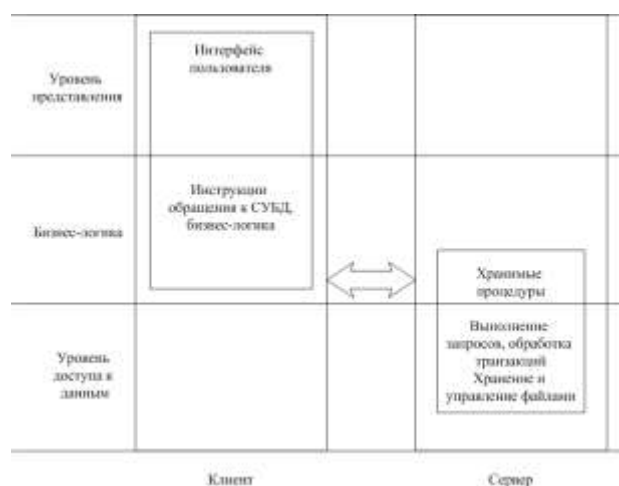 Интерфейс
пользователя
Уровень
представления
Инструкции
обращения к СУБД,
бизнес-логика
Бизнес-логика
Хранимые
процедуры
Выполнение
запросов, обработка
транзакций
Хранение и
управление файлами
Уровень
доступа к
данным
Клиент
Сервер